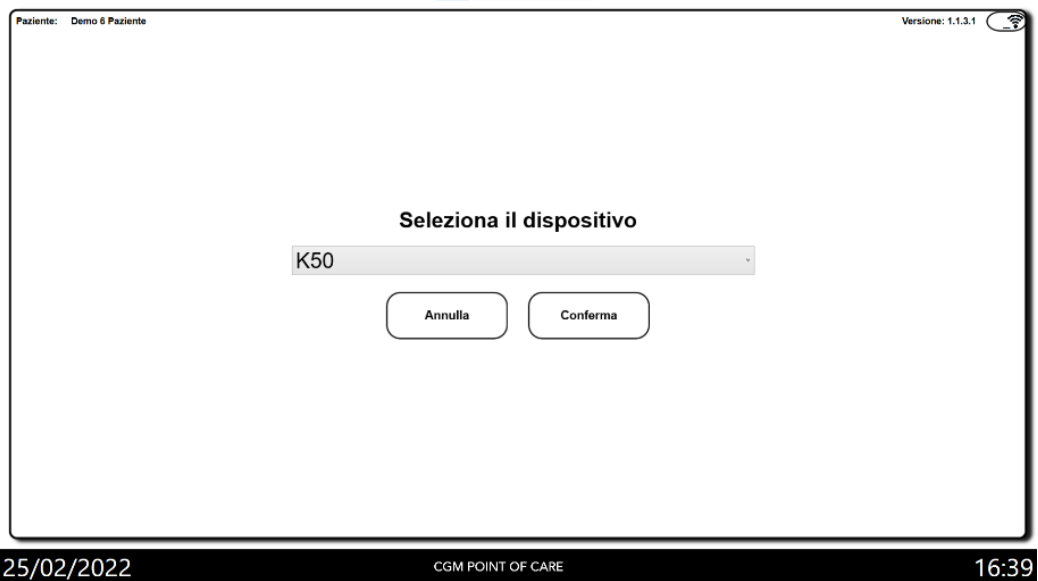 Paziente: Demo 6 Paziente Versione: 1.1.3.1
Seleziona il dispositivo
K50
Annulla Conferma
25/02/2022 CGM POINT OF CARE 16:39